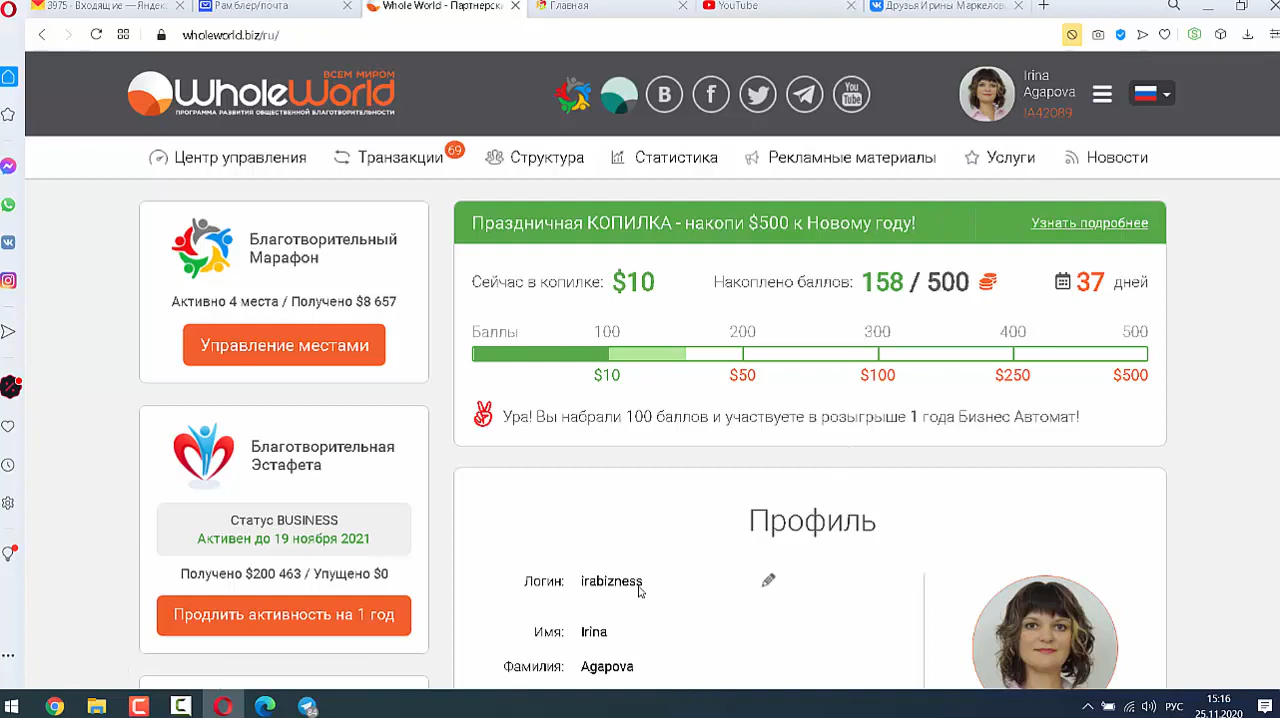 3975 - Входящие — Яндекс
Рамблер/почта
Whole World - Партнерска
Главная
YouTube
Друзья Ирины Маркелов
wholeworld.biz/ru/
ВСЕМ МИРОМ
WholeWorld
ПРОГРАММА РАЗВИТИЯ ОБЩЕСТВЕННОЙ БЛАГОТВОРИТЕЛЬНОСТИ
You Tube
Irina
Agapova
IA42089
Центр управления
Транзакции 69
Структура
Статистика
Рекламные материалы
Услуги
Новости
Благотворительный
Марафон
Активно 4 места / Получено $8 657
Управление местами
Благотворительная
Эстафета
Статус BUSINESS
Активен до 19 ноября 2021
Получено $200 463 / Упущено $0
Продлить активность на 1 год
Праздничная КОПИЛКА - накопи $500 к Новому году!
Узнать подробнее
Сейчас в копилке: $10
Накоплено баллов: 158 / 500
37 дней
Баллы 100 200 300 400 500
$10 $50 $100 $250 $500
Ура! Вы набрали 100 баллов и участвуете в розыгрыше 1 года Бизнес Автомат!
Профиль
Логин: irabizness
Имя: Irina
Фамилия: Agapova
РУС
15:16
25.11.2020